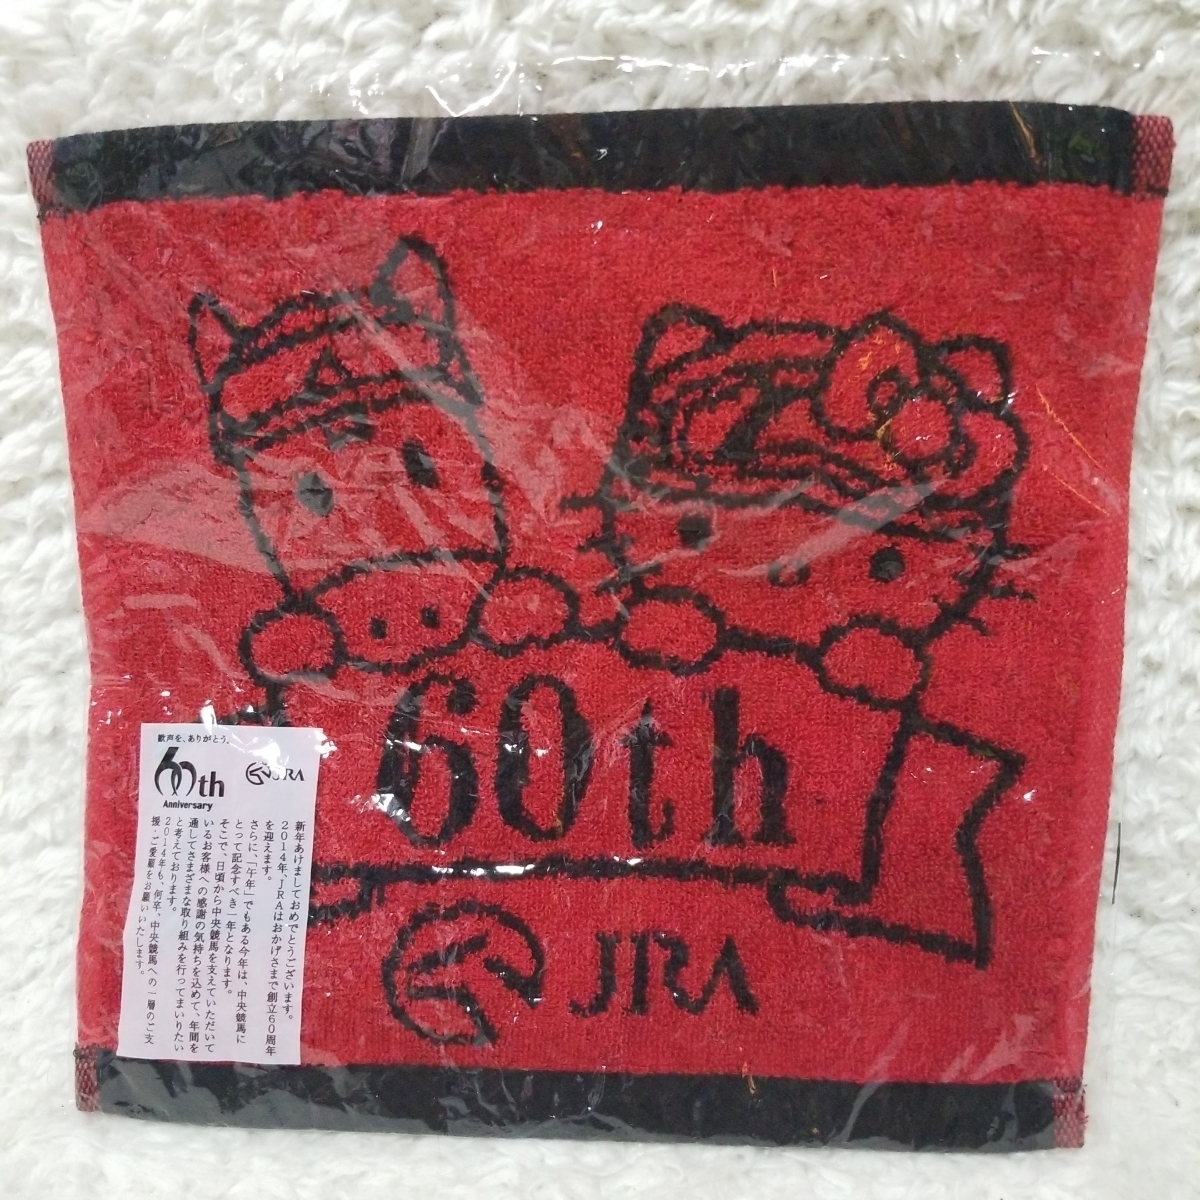 60th
JRA
歓声を、ありがとう。
60th
Anniversary
JRA
新年あけましておめでとうございます。
2014年、JRAはおかげさまで創立60周年
を迎えます。
さらに、「午年」でもある今年は、中央競馬に
とって記念すべき一年となります。
そこで、日頃から中央競馬を支えていただいて
いるお客様への感謝の気持ちを込めて、年間を
通してさまざまな取り組みを行ってまいりたい
と考えております。
2014年も、何卒、中央競馬への一層のご支
援・ご愛顧をお願いいたします。